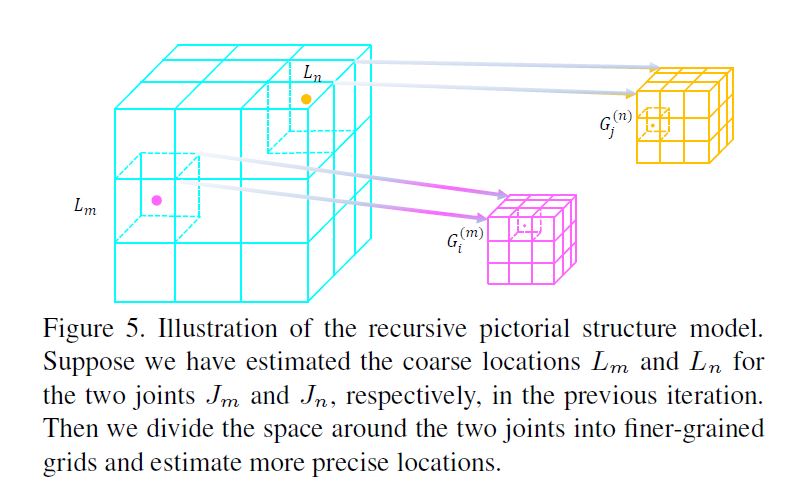 L_n
G_j^{(n)}
L_m
G_i^{(m)}
Figure 5. Illustration of the recursive pictorial structure model.
Suppose we have estimated the coarse locations L_m and L_n for
the two joints J_m and J_n, respectively, in the previous iteration.
Then we divide the space around the two joints into finer-grained
grids and estimate more precise locations.